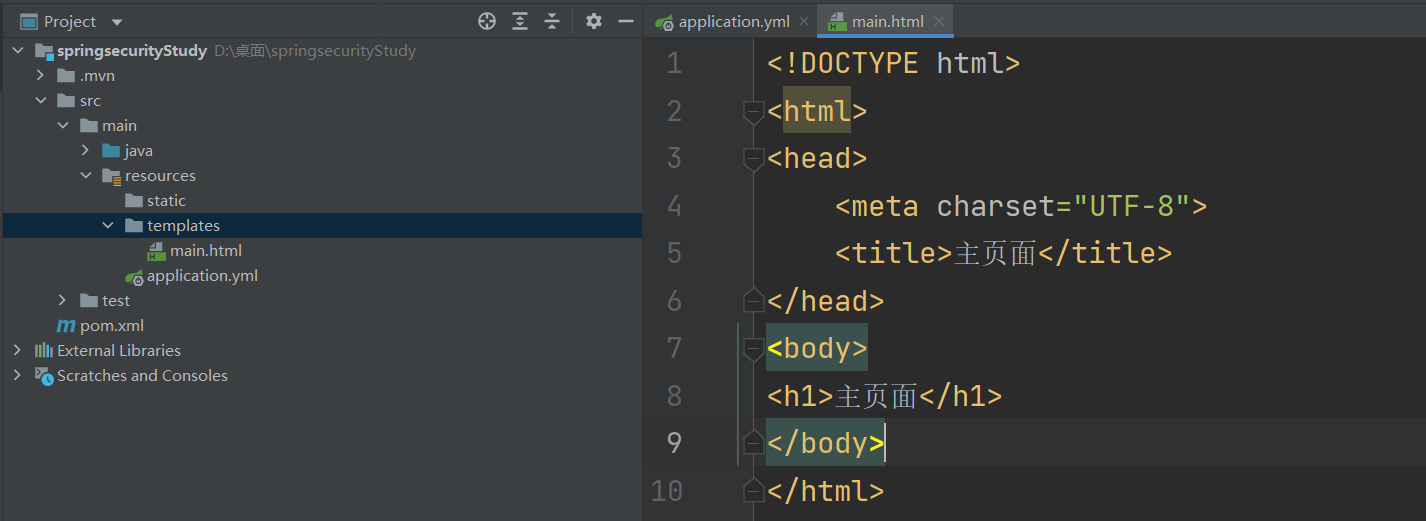 Project
springsecurityStudy D:\桌面\springsecurityStudy
.mvn
src
main
java
resources
static
templates
main.html
application.yml
test
pom.xml
External Libraries
Scratches and Consoles
application.yml main.html
1 <!DOCTYPE html>
2 <html>
3 <head>
4 <meta charset="UTF-8">
5 <title>主页面</title>
6 </head>
7 <body>
8 <h1>主页面</h1>
9 </body>
10 </html>